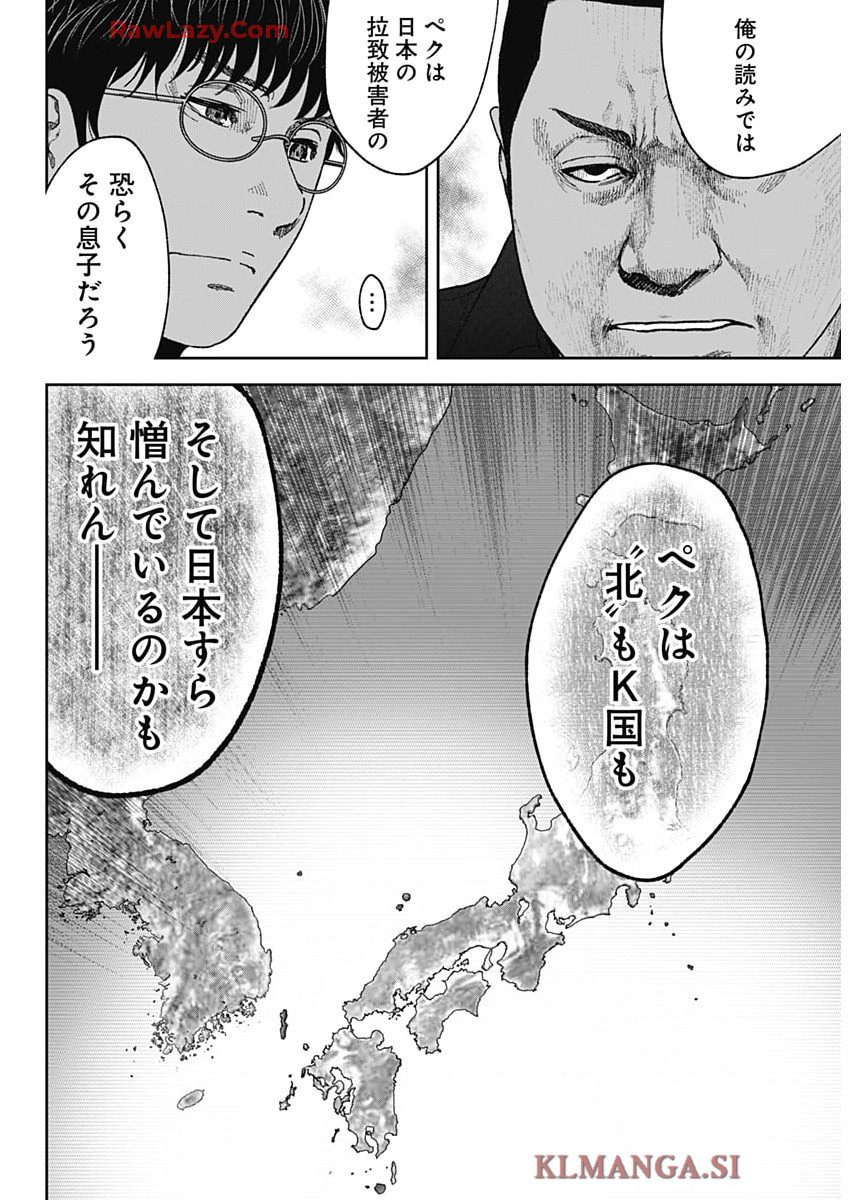 俺の読みでは
ペクは
日本の
拉致被害者の
…
恐らく
その息子だろう
ペクは
〝北〟もK国も
そして日本すら
憎んでいるのかも
知れん――
RawLazy.Com
KLMANGA.SI